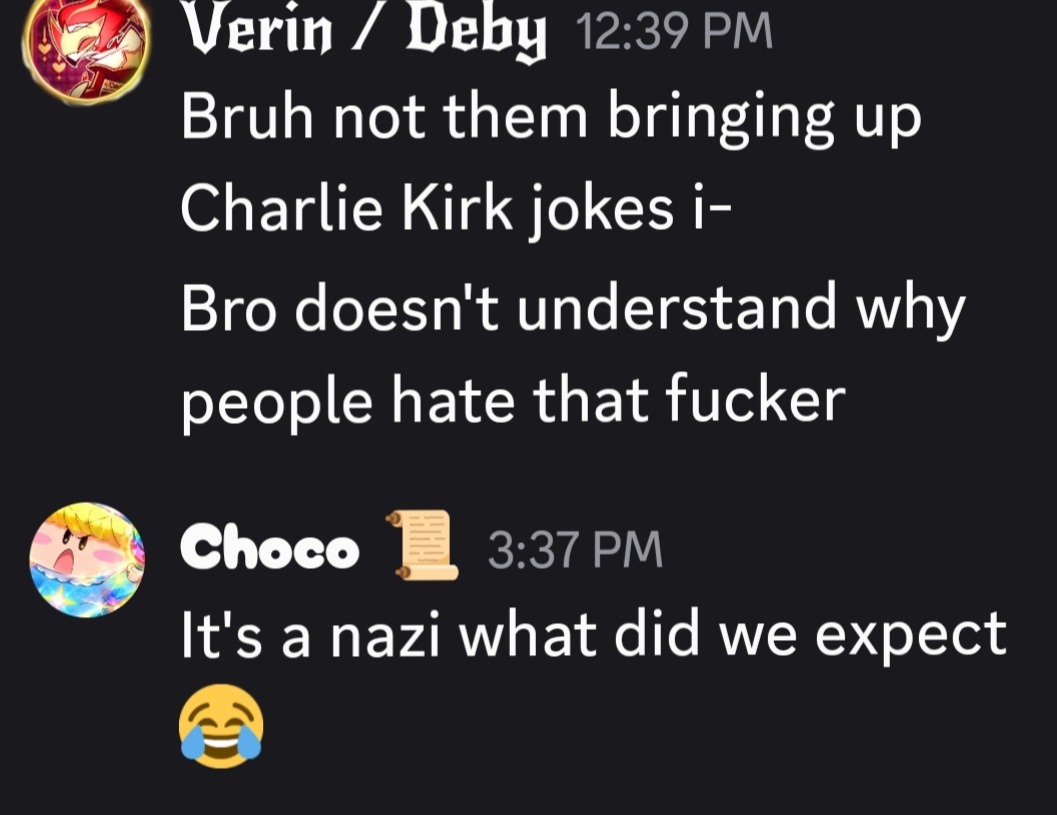 Verin / Deby 12:39 PM
Bruh not them bringing up
Charlie Kirk jokes i-
Bro doesn't understand why
people hate that fucker
Choco 📜 3:37 PM
It's a nazi what did we expect
😂